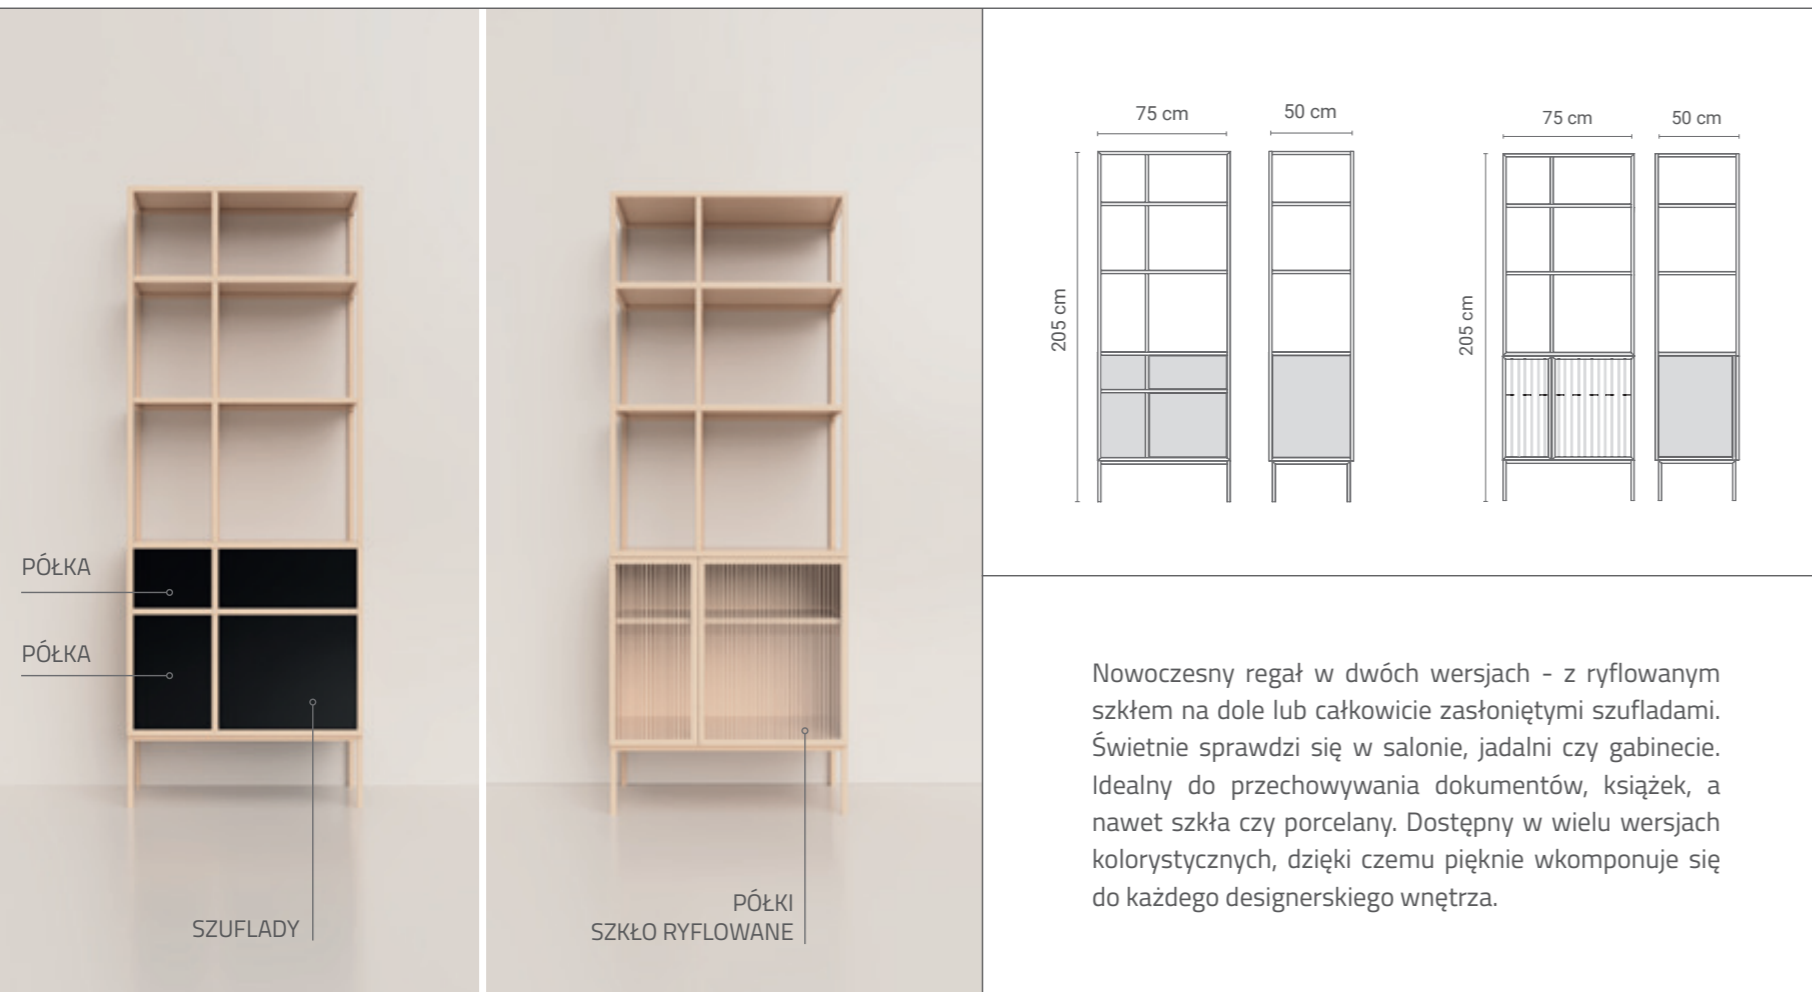 PÓŁKA
PÓŁKA
SZUFLADY
PÓŁKI
SZKŁO RYFLOWANE
75 cm
50 cm
205 cm
75 cm
50 cm
205 cm
Nowoczesny regał w dwóch wersjach - z ryflowanym
szkłem na dole lub całkowicie zasłoniętymi szufladami.
Świetnie sprawdzi się w salonie, jadalni czy gabinecie.
Idealny do przechowywania dokumentów, książek, a
nawet szkła czy porcelany. Dostępny w wielu wersjach
kolorystycznych, dzięki czemu pięknie wkomponuje się
do każdego designerskiego wnętrza.